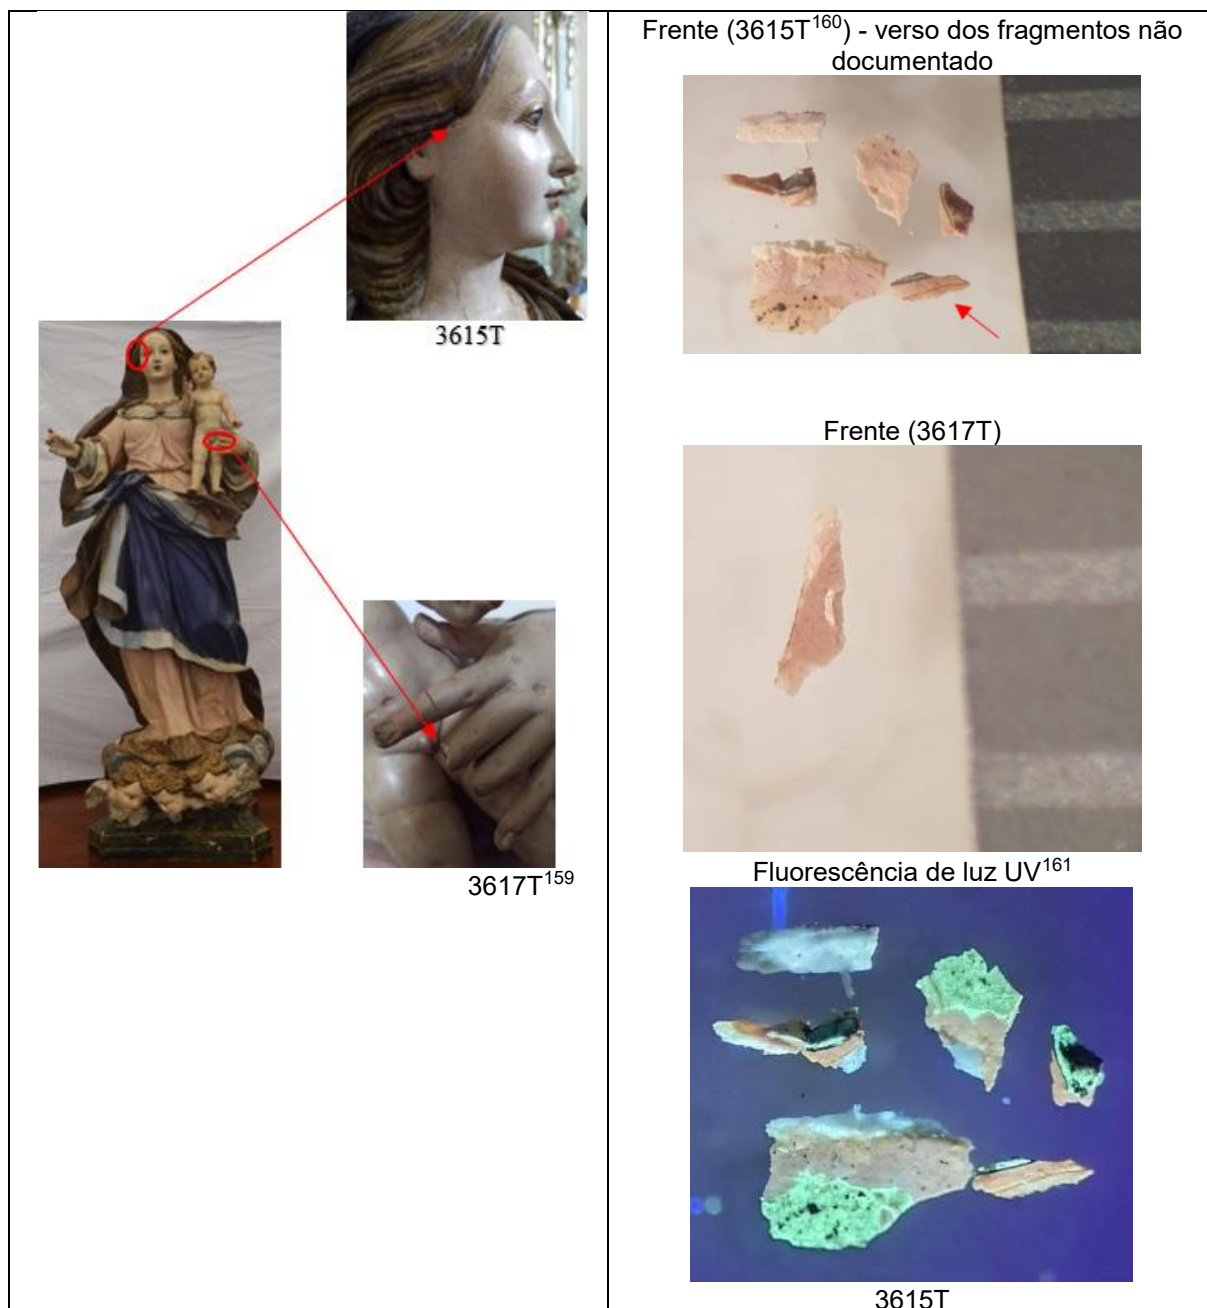 3615T
3617T¹⁵⁹
Frente (3615T¹⁶⁰) - verso dos fragmentos não
documentado
Frente (3617T)
Fluorescência de luz UV¹⁶¹
3615T